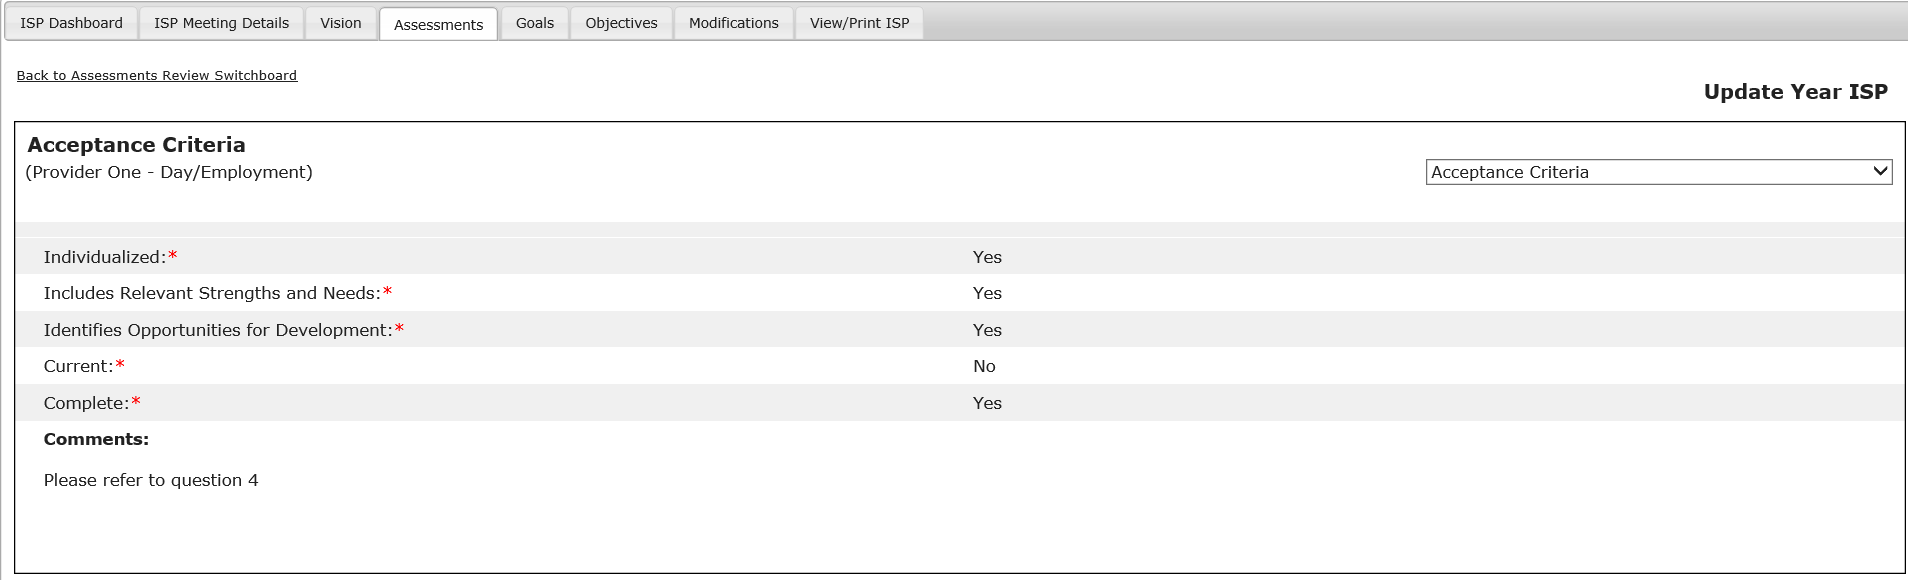 ISP Dashboard ISP Meeting Details Vision Assessments Goals Objectives Modifications View/Print ISP
Back to Assessments Review Switchboard
Update Year ISP
Acceptance Criteria
(Provider One - Day/Employment)
Acceptance Criteria
Individualized:* Yes
Includes Relevant Strengths and Needs:* Yes
Identifies Opportunities for Development:* Yes
Current:* No
Complete:* Yes
Comments:
Please refer to question 4